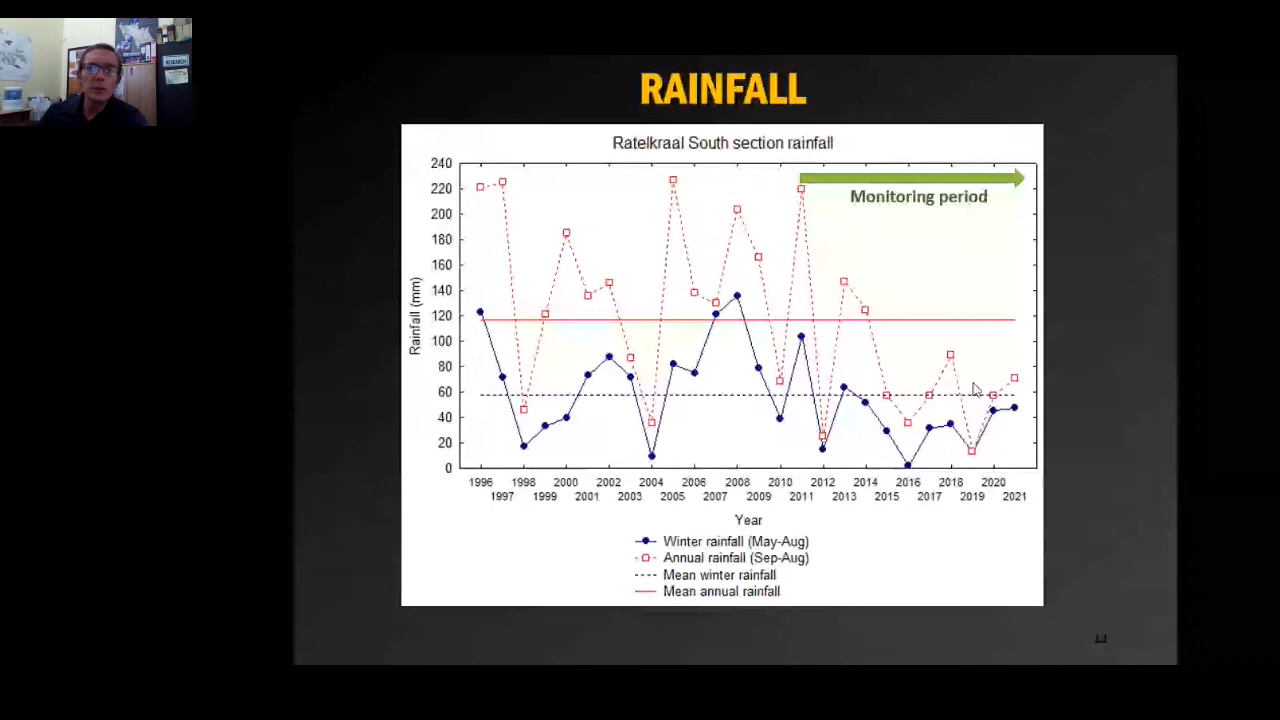 RESEARCH
RAINFALL
Ratelkraal South section rainfall
Monitoring period
Rainfall (mm)
240
220
200
180
160
140
120
100
80
60
40
20
0
1996 1998 2000 2002 2004 2006 2008 2010 2012 2014 2016 2018 2020
1997 1999 2001 2003 2005 2007 2009 2011 2013 2015 2017 2019 2021
Year
Winter rainfall (May-Aug)
Annual rainfall (Sep-Aug)
Mean winter rainfall
Mean annual rainfall